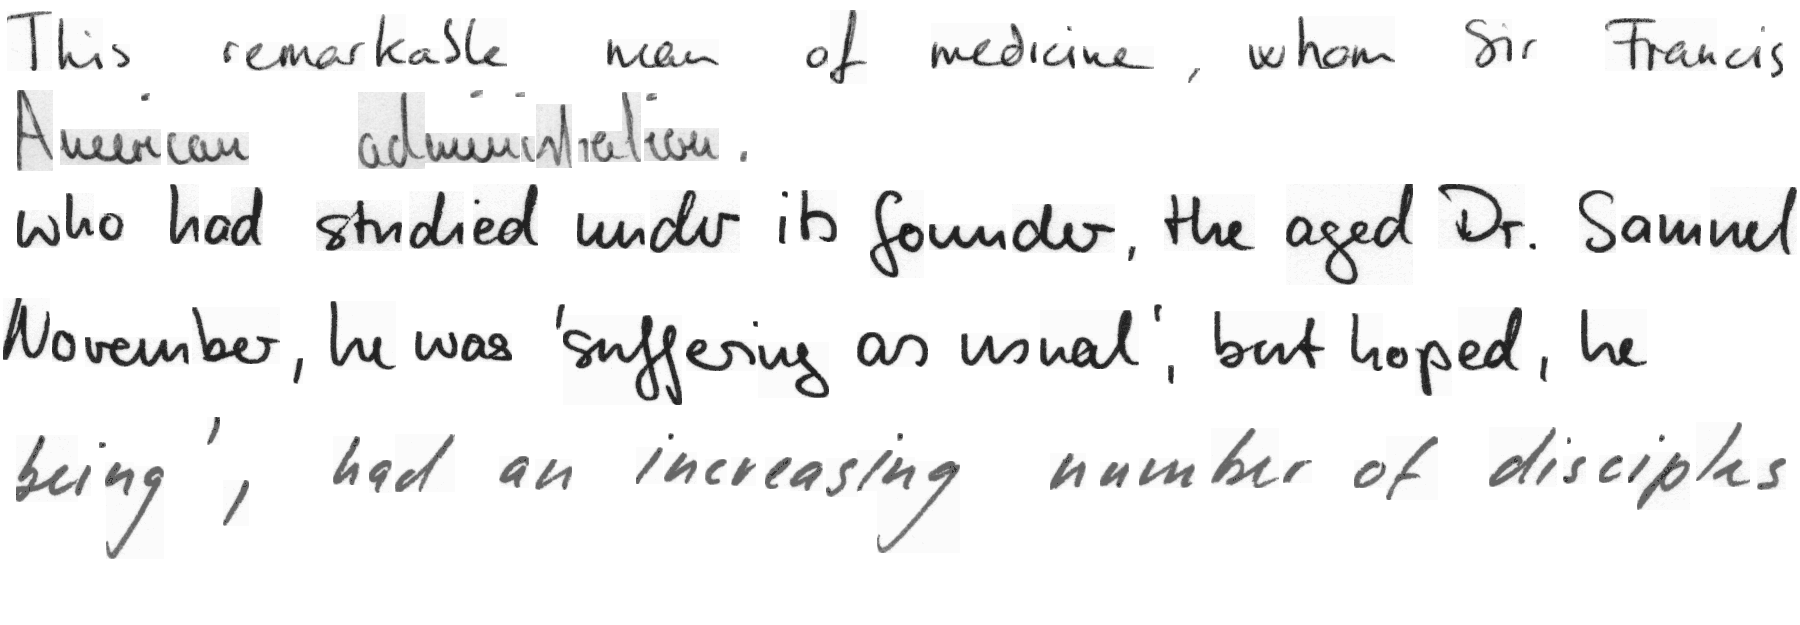 This remarkable man of medicine, whom Sir Francis
American administration.
who had studied under its founder, the aged Dr. Samuel
November, he was 'suffering as usual', but hoped, he
being', had an increasing number of disciples